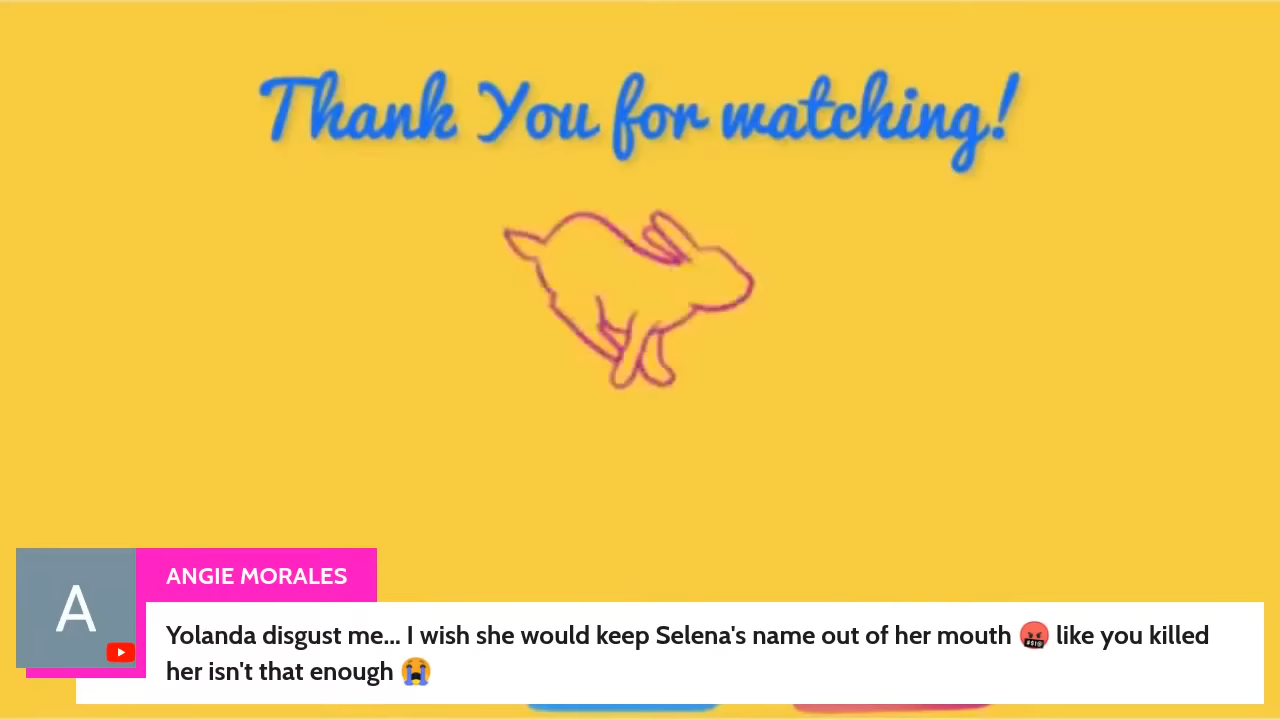 Thank You for watching!
A
ANGIE MORALES
Yolanda disgust me... I wish she would keep Selena's name out of her mouth 🤬 like you killed
her isn't that enough 😭